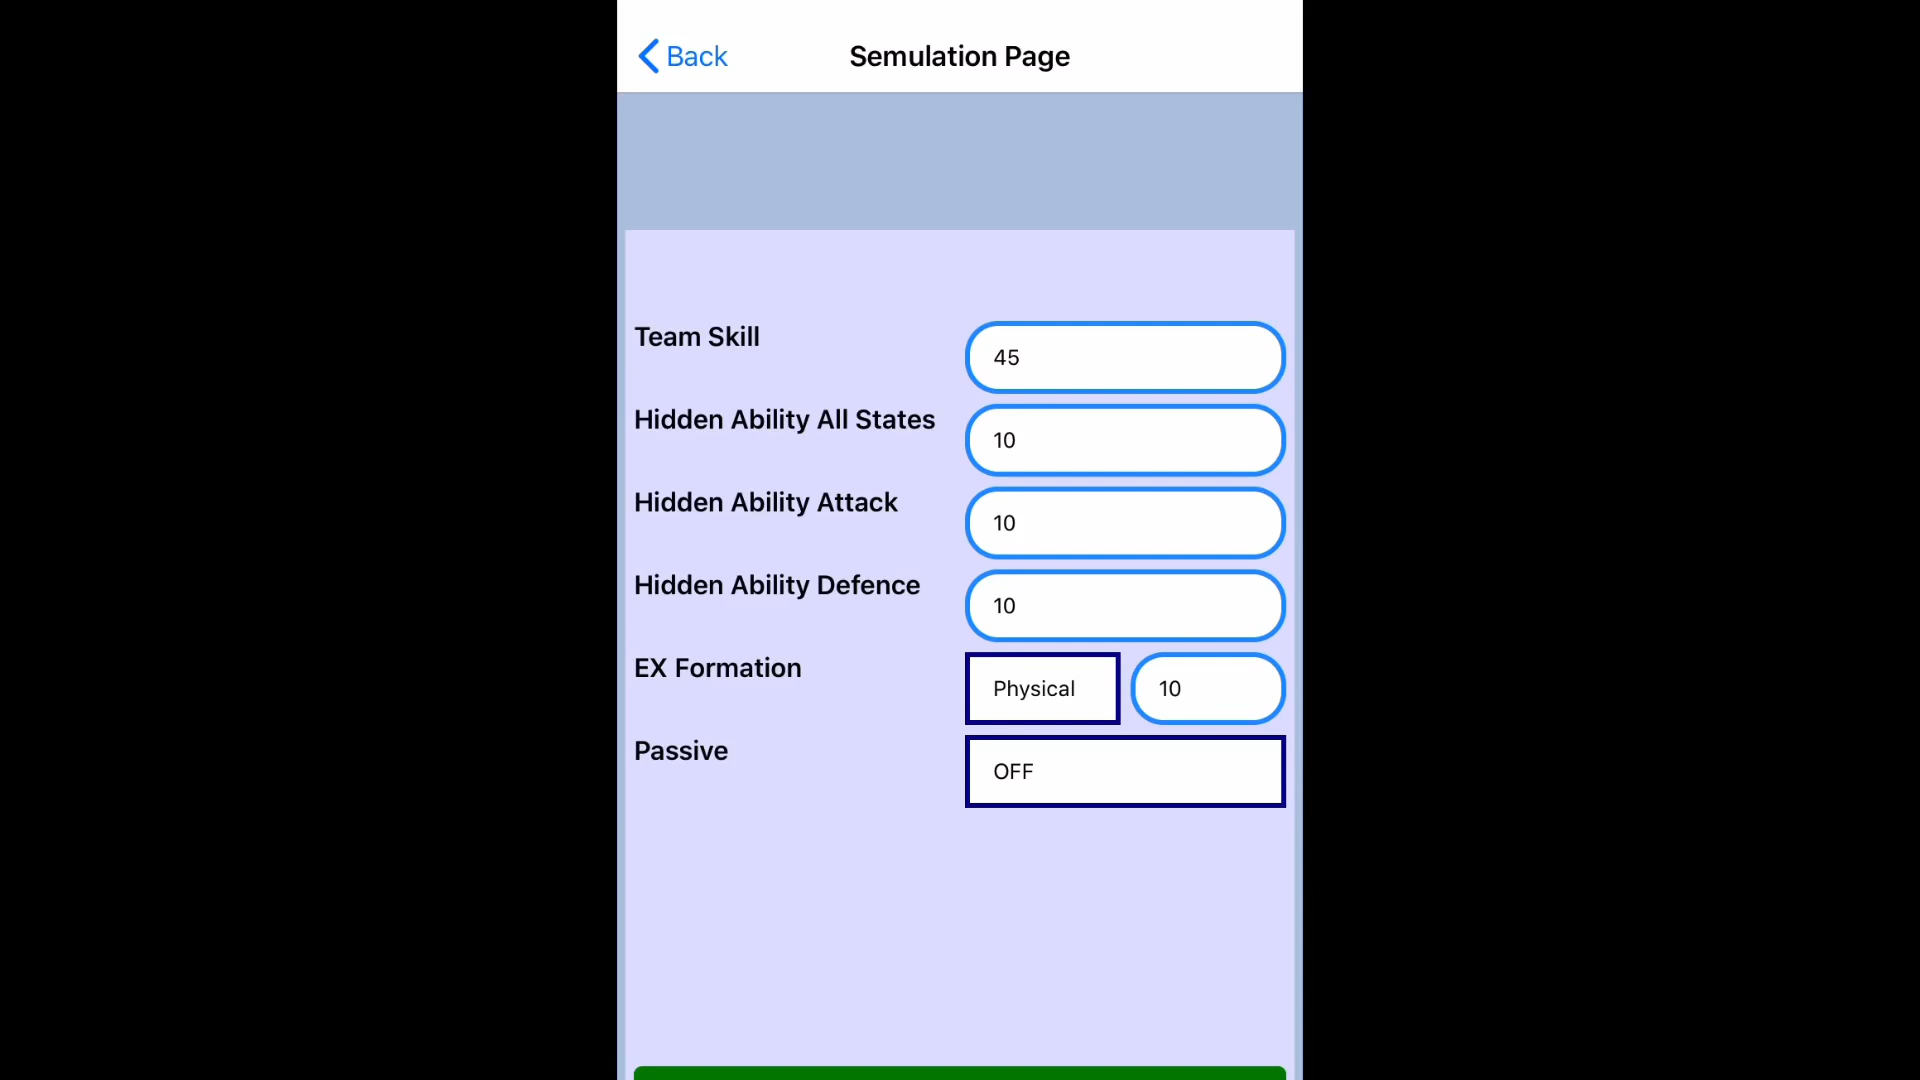 Back
Semulation Page
Team Skill
45
Hidden Ability All States
10
Hidden Ability Attack
10
Hidden Ability Defence
10
EX Formation
Physical
10
Passive
OFF